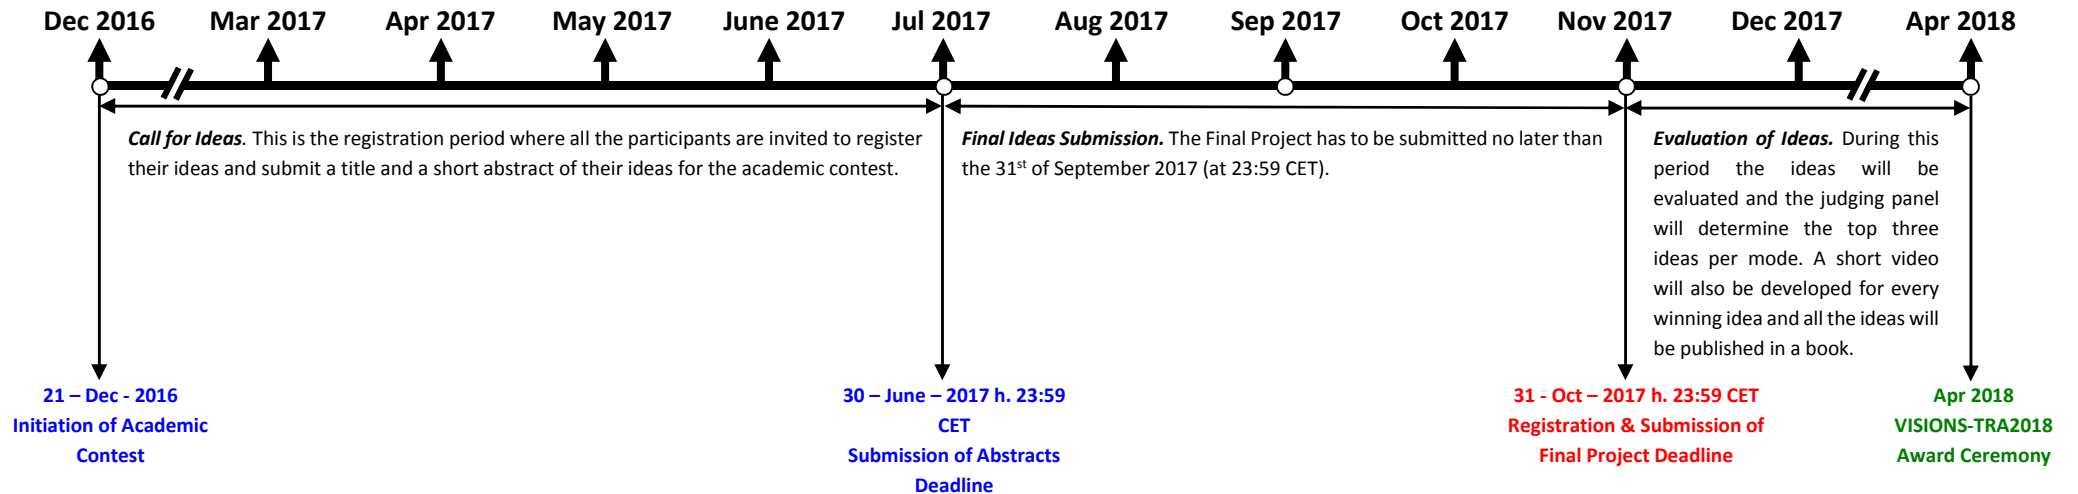 Dec 2016 Mar 2017 Apr 2017 May 2017 June 2017 Jul 2017 Aug 2017 Sep 2017 Oct 2017 Nov 2017 Dec 2017 Apr 2018
Call for Ideas. This is the registration period where all the participants are invited to register
their ideas and submit a title and a short abstract of their ideas for the academic contest.
Final Ideas Submission. The Final Project has to be submitted no later than
the 31st of September 2017 (at 23:59 CET).
Evaluation of Ideas. During this
period the ideas will be
evaluated and the judging panel
will determine the top three
ideas per mode. A short video
will also be developed for every
winning idea and all the ideas will
be published in a book.
21 – Dec - 2016
Initiation of Academic
Contest
30 – June – 2017 h. 23:59
CET
Submission of Abstracts
Deadline
31 - Oct – 2017 h. 23:59 CET
Registration & Submission of
Final Project Deadline
Apr 2018
VISIONS-TRA2018
Award Ceremony